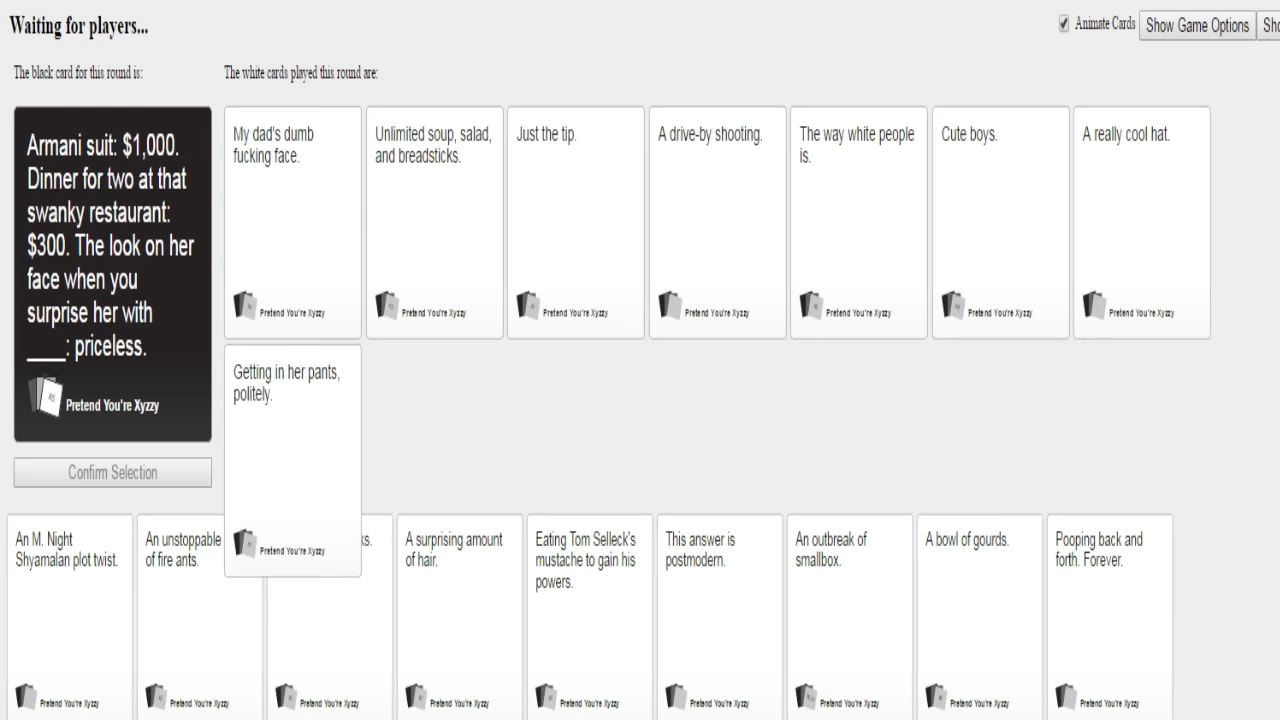 Waiting for players...
Animate Cards
Show Game Options
Sho
The black card for this round is:
The white cards played this round are:
Armani suit: $1,000.
Dinner for two at that
swanky restaurant:
$300. The look on her
face when you
surprise her with
____: priceless.
Pretend You're Xyzzy
Confirm Selection
My dad's dumb
fucking face.
Pretend You're Xyzzy
Unlimited soup, salad,
and breadsticks.
Pretend You're Xyzzy
Just the tip.
Pretend You're Xyzzy
A drive-by shooting.
Pretend You're Xyzzy
The way white people
is.
Pretend You're Xyzzy
Cute boys.
Pretend You're Xyzzy
A really cool hat.
Pretend You're Xyzzy
Getting in her pants,
politely.
Pretend You're Xyzzy
An M. Night
Shyamalan plot twist.
Pretend You're Xyzzy
An unstoppable
of fire ants.
Pretend You're Xyzzy
ks.
Pretend You're Xyzzy
A surprising amount
of hair.
Pretend You're Xyzzy
Eating Tom Selleck's
mustache to gain his
powers.
Pretend You're Xyzzy
This answer is
postmodern.
Pretend You're Xyzzy
An outbreak of
smallbox.
Pretend You're Xyzzy
A bowl of gourds.
Pretend You're Xyzzy
Pooping back and
forth. Forever.
Pretend You're Xyzzy